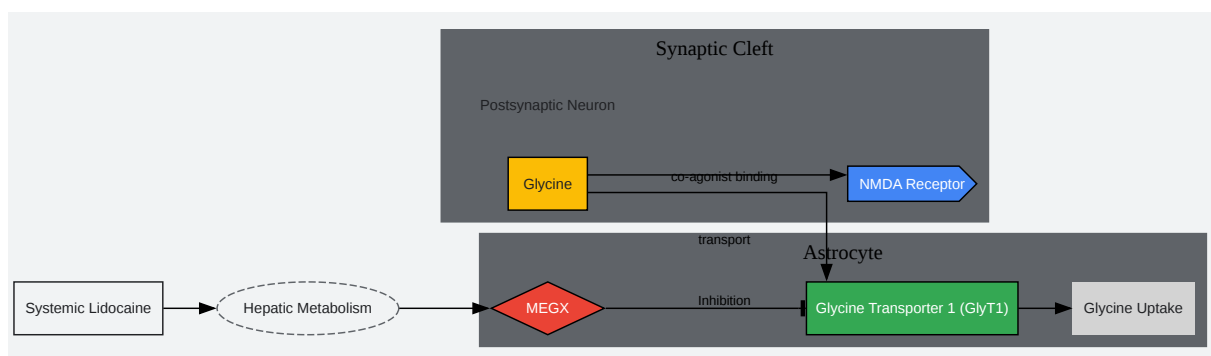 Synaptic Cleft
Postsynaptic Neuron
Glycine
co-agonist binding
NMDA Receptor
transport
Astrocyte
Systemic Lidocaine
Hepatic Metabolism
MEGX
Inhibition
Glycine Transporter 1 (GlyT1)
Glycine Uptake